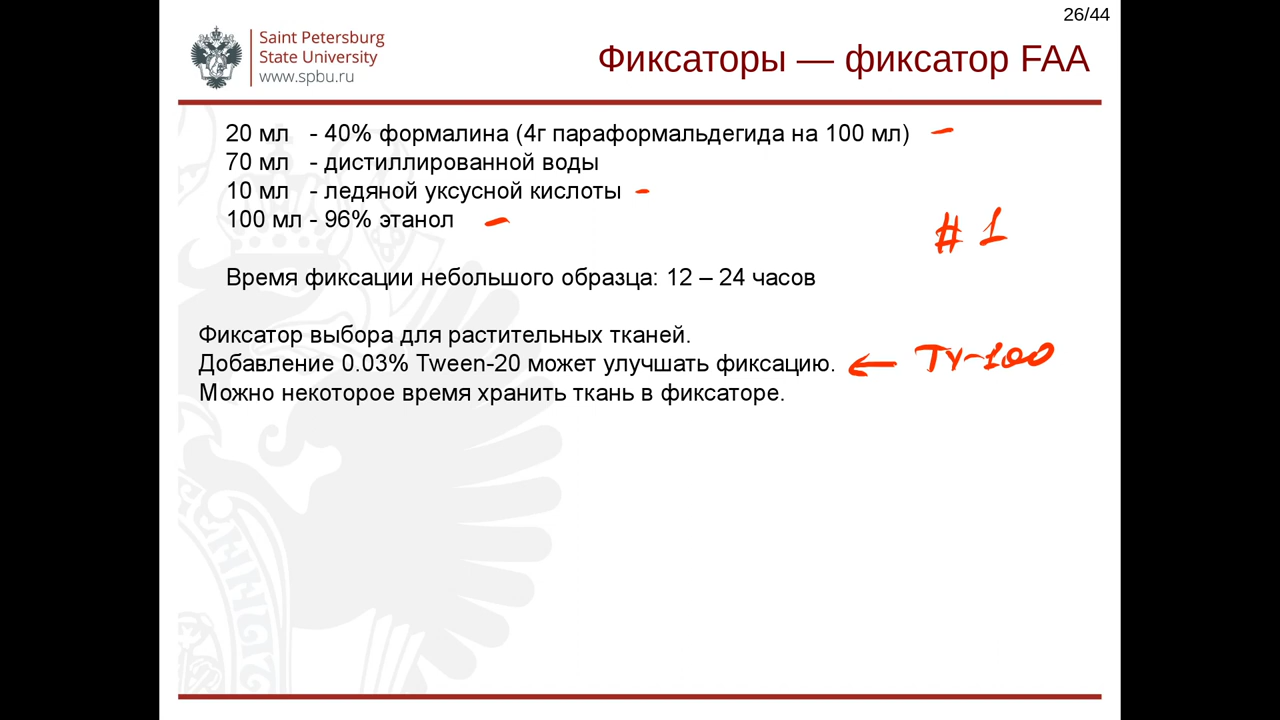 26/44
Saint Petersburg
State University
www.spbu.ru
Фиксаторы — фиксатор FAA
20 мл - 40% формалина (4г параформальдегида на 100 мл)
70 мл - дистиллированной воды
10 мл - ледяной уксусной кислоты
100 мл - 96% этанол
# 1
Время фиксации небольшого образца: 12 – 24 часов
Фиксатор выбора для растительных тканей.
Добавление 0.03% Tween-20 может улучшать фиксацию. ← TY-100
Можно некоторое время хранить ткань в фиксаторе.